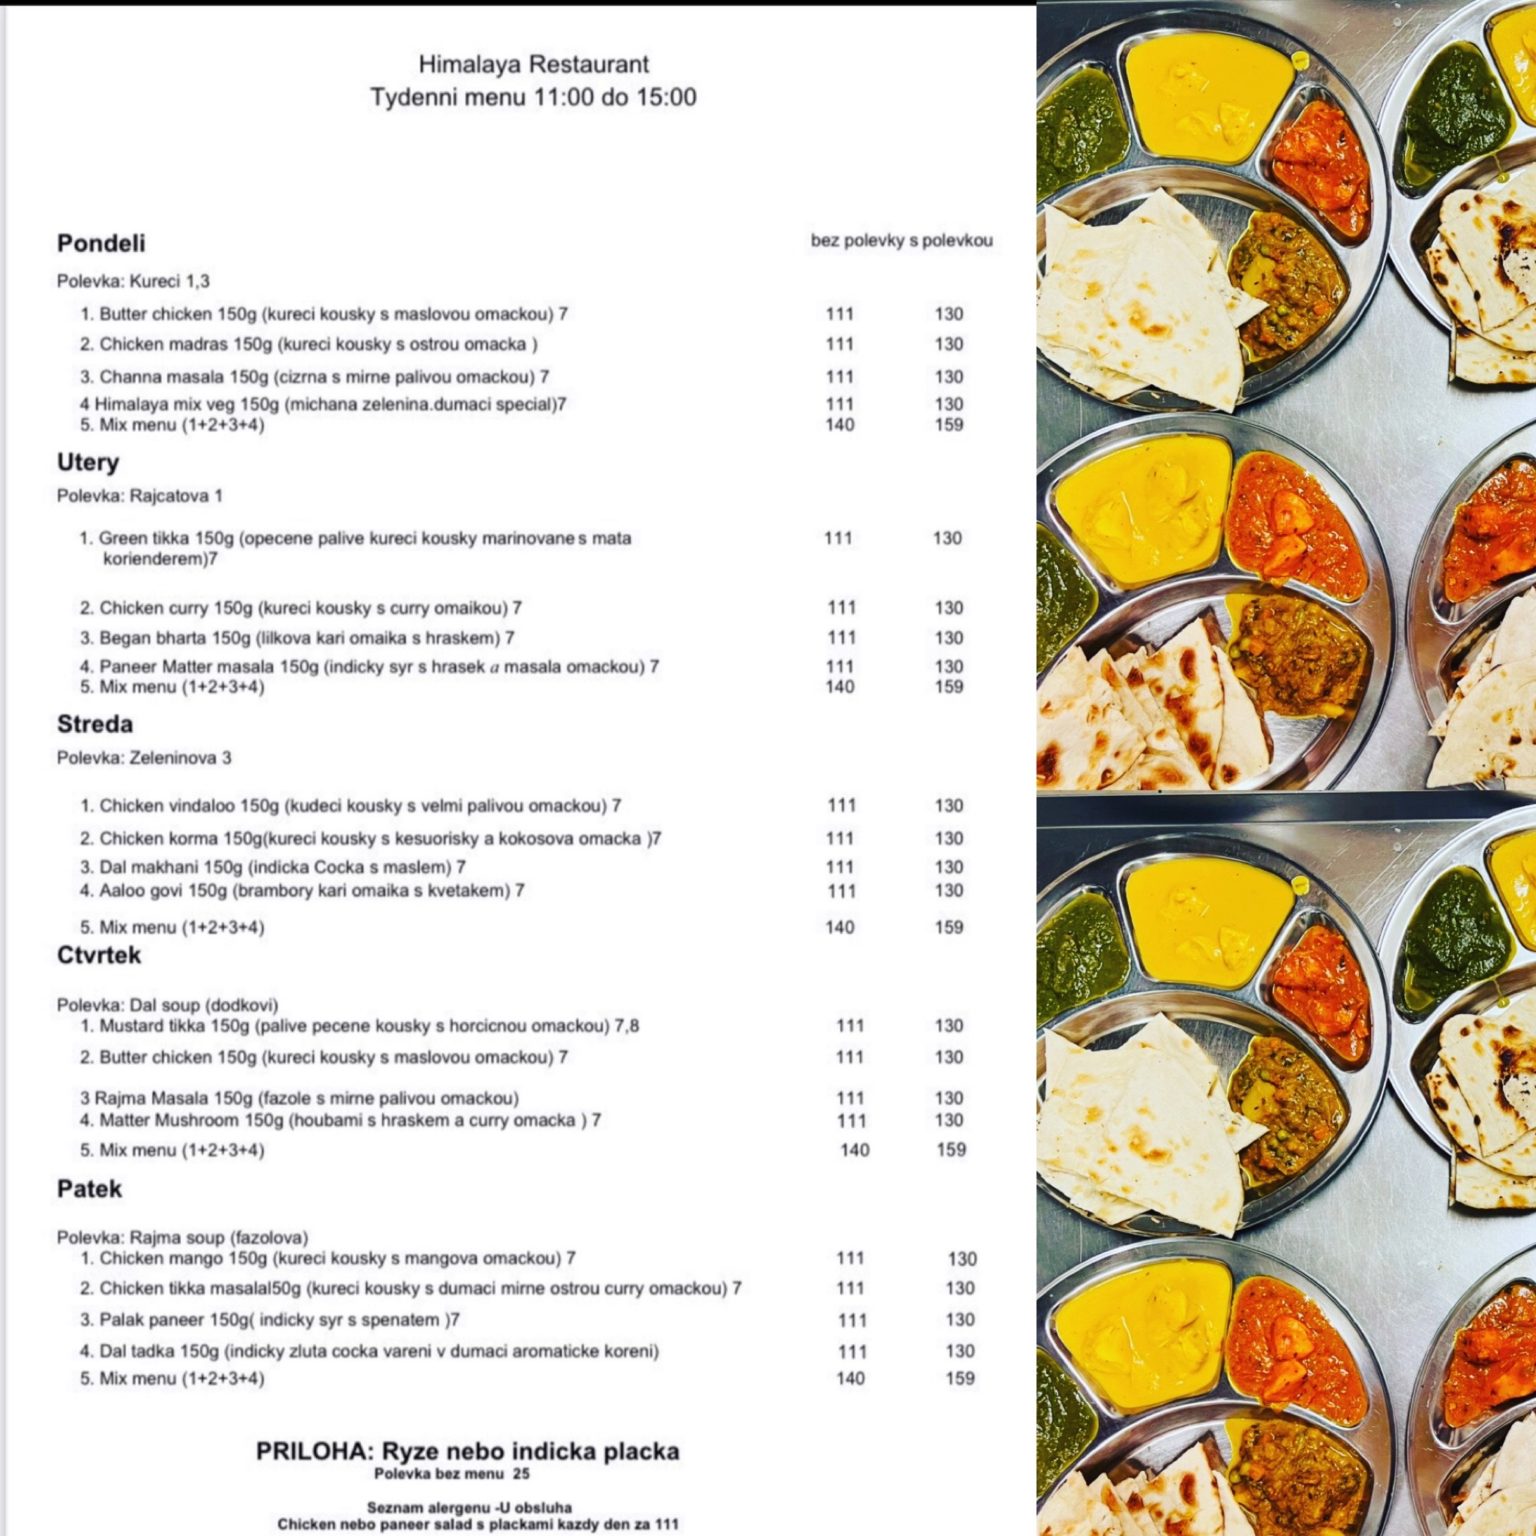 Himalaya Restaurant
Tydenni menu 11:00 do 15:00
Pondeli bez polevky s polevkou
Polevka: Kureci 1,3
1. Butter chicken 150g (kureci kousky s maslovou omackou) 7 111 130
2. Chicken madras 150g (kureci kousky s ostrou omacka ) 111 130
3. Channa masala 150g (cizrna s mirne palivou omackou) 7 111 130
4 Himalaya mix veg 150g (michana zelenina.dumaci special)7 111 130
5. Mix menu (1+2+3+4) 140 159
Utery
Polevka: Rajcatova 1
1. Green tikka 150g (opecene palive kureci kousky marinovane s mata 111 130
korienderem)7
2. Chicken curry 150g (kureci kousky s curry omaikou) 7 111 130
3. Began bharta 150g (lilkova kari omaika s hraskem) 7 111 130
4. Paneer Matter masala 150g (indicky syr s hrasek a masala omackou) 7 111 130
5. Mix menu (1+2+3+4) 140 159
Streda
Polevka: Zeleninova 3
1. Chicken vindaloo 150g (kudeci kousky s velmi palivou omackou) 7 111 130
2. Chicken korma 150g(kureci kousky s kesuorisky a kokosova omacka )7 111 130
3. Dal makhani 150g (indicka Cocka s maslem) 7 111 130
4. Aaloo govi 150g (brambory kari omaika s kvetakem) 7 111 130
5. Mix menu (1+2+3+4) 140 159
Ctvrtek
Polevka: Dal soup (dodkovi)
1. Mustard tikka 150g (palive pecene kousky s horcicnou omackou) 7,8 111 130
2. Butter chicken 150g (kureci kousky s maslovou omackou) 7 111 130
3 Rajma Masala 150g (fazole s mirne palivou omackou) 111 130
4. Matter Mushroom 150g (houbami s hraskem a curry omacka ) 7 111 130
5. Mix menu (1+2+3+4) 140 159
Patek
Polevka: Rajma soup (fazolova)
1. Chicken mango 150g (kureci kousky s mangova omackou) 7 111 130
2. Chicken tikka masalal50g (kureci kousky s dumaci mirne ostrou curry omackou) 7 111 130
3. Palak paneer 150g( indicky syr s spenatem )7 111 130
4. Dal tadka 150g (indicky zluta cocka vareni v dumaci aromaticke koreni) 111 130
5. Mix menu (1+2+3+4) 140 159
PRILOHA: Ryze nebo indicka placka
Polevka bez menu 25
Seznam alergenu -U obsluha
Chicken nebo paneer salad s plackami kazdy den za 111